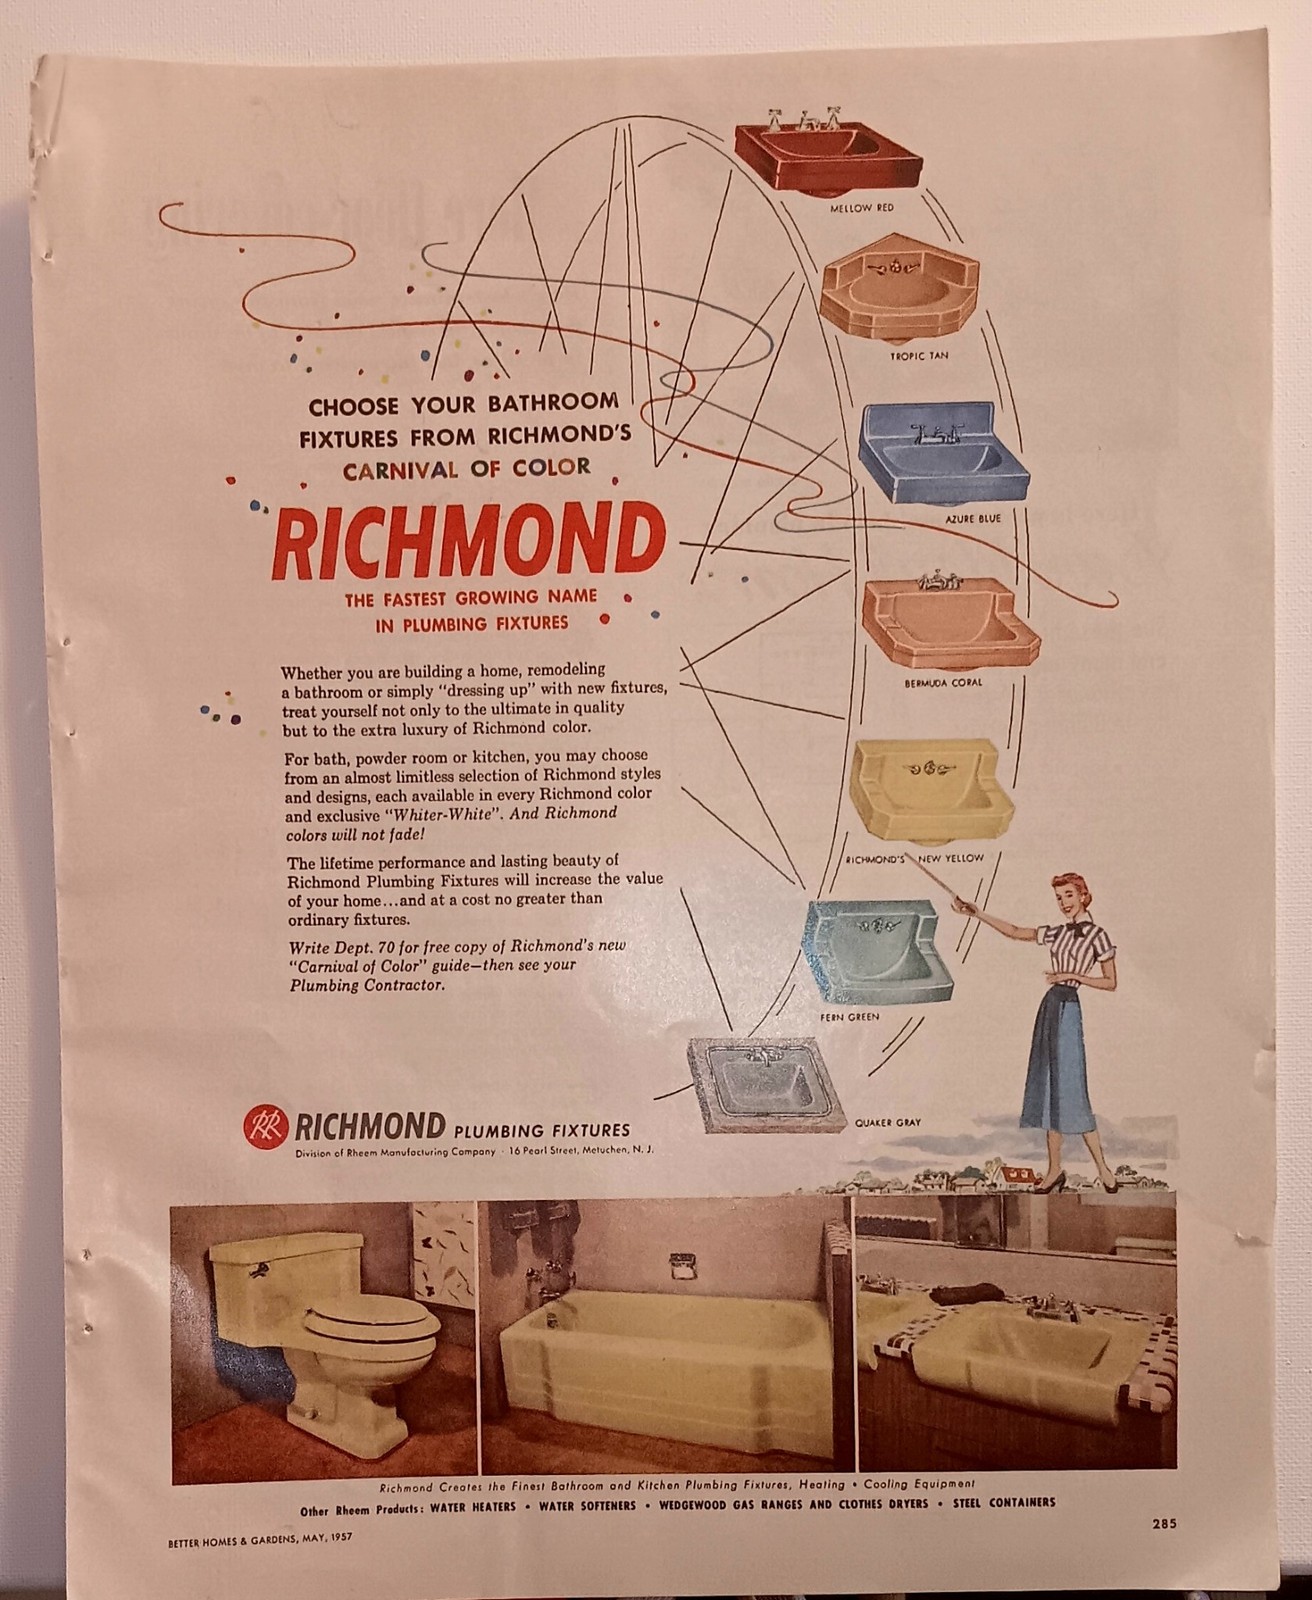 CHOOSE YOUR BATHROOM
FIXTURES FROM RICHMOND'S
CARNIVAL OF COLOR
RICHMOND
THE FASTEST GROWING NAME
IN PLUMBING FIXTURES
Whether you are building a home, remodeling
a bathroom or simply "dressing up" with new fixtures,
treat yourself not only to the ultimate in quality
but to the extra luxury of Richmond color.
For bath, powder room or kitchen, you may choose
from an almost limitless selection of Richmond styles
and designs, each available in every Richmond color
and exclusive "Whiter-White". And Richmond
colors will not fade!
The lifetime performance and lasting beauty of
Richmond Plumbing Fixtures will increase the value
of your home...and at a cost no greater than
ordinary fixtures.
Write Dept. 70 for free copy of Richmond's new
"Carnival of Color" guide—then see your
Plumbing Contractor.
MELLOW RED
TROPIC TAN
AZURE BLUE
BERMUDA CORAL
RICHMOND'S NEW YELLOW
FERN GREEN
QUAKER GRAY
RR RICHMOND PLUMBING FIXTURES
Division of Rheem Manufacturing Company · 16 Pearl Street, Metuchen, N. J.
Richmond Creates the Finest Bathroom and Kitchen Plumbing Fixtures, Heating • Cooling Equipment
Other Rheem Products: WATER HEATERS • WATER SOFTENERS • WEDGEWOOD GAS RANGES AND CLOTHES DRYERS • STEEL CONTAINERS
BETTER HOMES & GARDENS, MAY, 1957
285